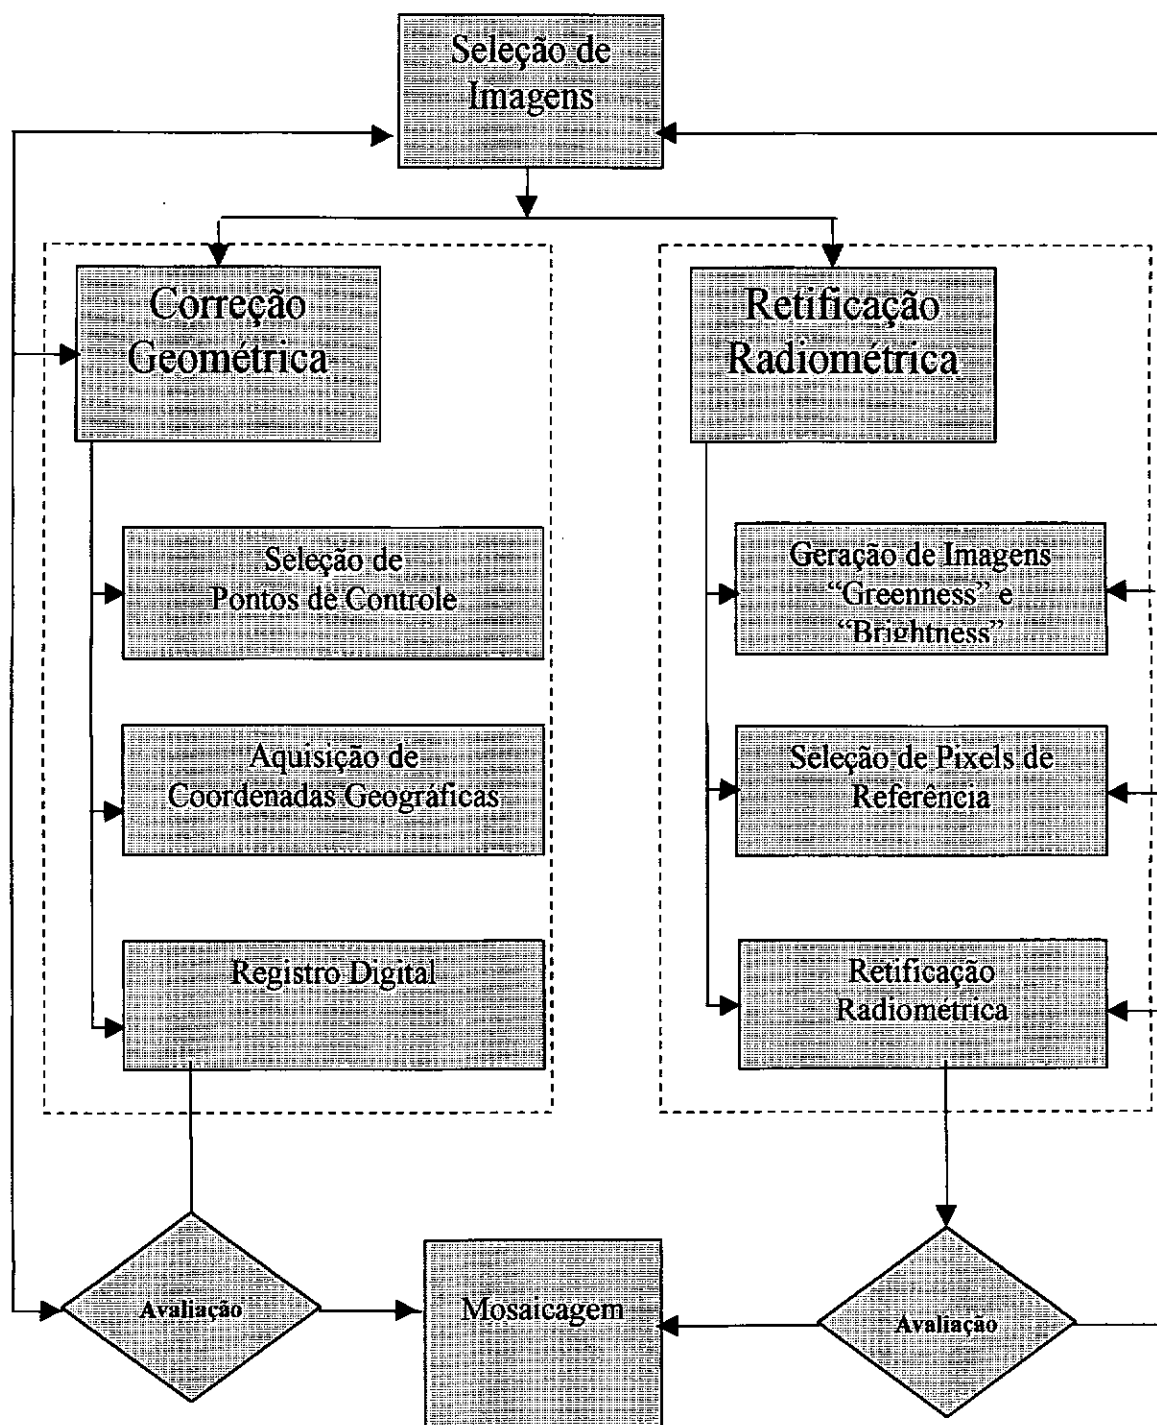 Seleção de
Imagens
Correção
Geométrica
Retificação
Radiométrica
Seleção de
Pontos de Controle
Geração de Imagens
“Greenness” e
“Brightness”
Aquisição de
Coordenadas Geográficas
Seleção de Pixels de
Referência
Registro Digital
Retificação
Radiométrica
Avaliação
Mosaicagem
Avaliação